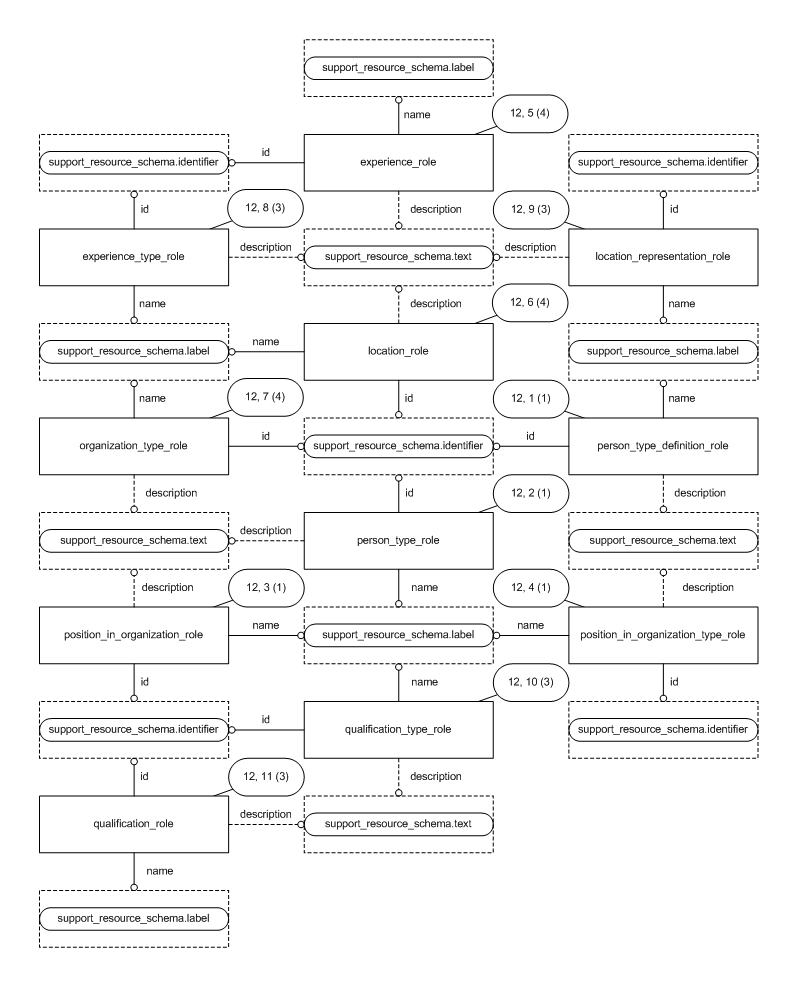 support_resource_schema.label
12, 5 (4)
name
support_resource_schema.identifier
id
experience_role
support_resource_schema.identifier
id
12, 8 (3)
description
12, 9 (3)
id
experience_type_role
description
support_resource_schema.text
description
location_representation_role
name
description
12, 6 (4)
name
support_resource_schema.label
name
location_role
support_resource_schema.label
name
12, 7 (4)
id
12, 1 (1)
name
organization_type_role
id
support_resource_schema.identifier
id
person_type_definition_role
description
id
12, 2 (1)
description
support_resource_schema.text
description
person_type_role
support_resource_schema.text
description
12, 3 (1)
name
12, 4 (1)
description
position_in_organization_role
name
support_resource_schema.label
name
position_in_organization_type_role
id
name
12, 10 (3)
id
support_resource_schema.identifier
id
qualification_type_role
support_resource_schema.identifier
id
12, 11 (3)
description
qualification_role
description
support_resource_schema.text
name
support_resource_schema.label